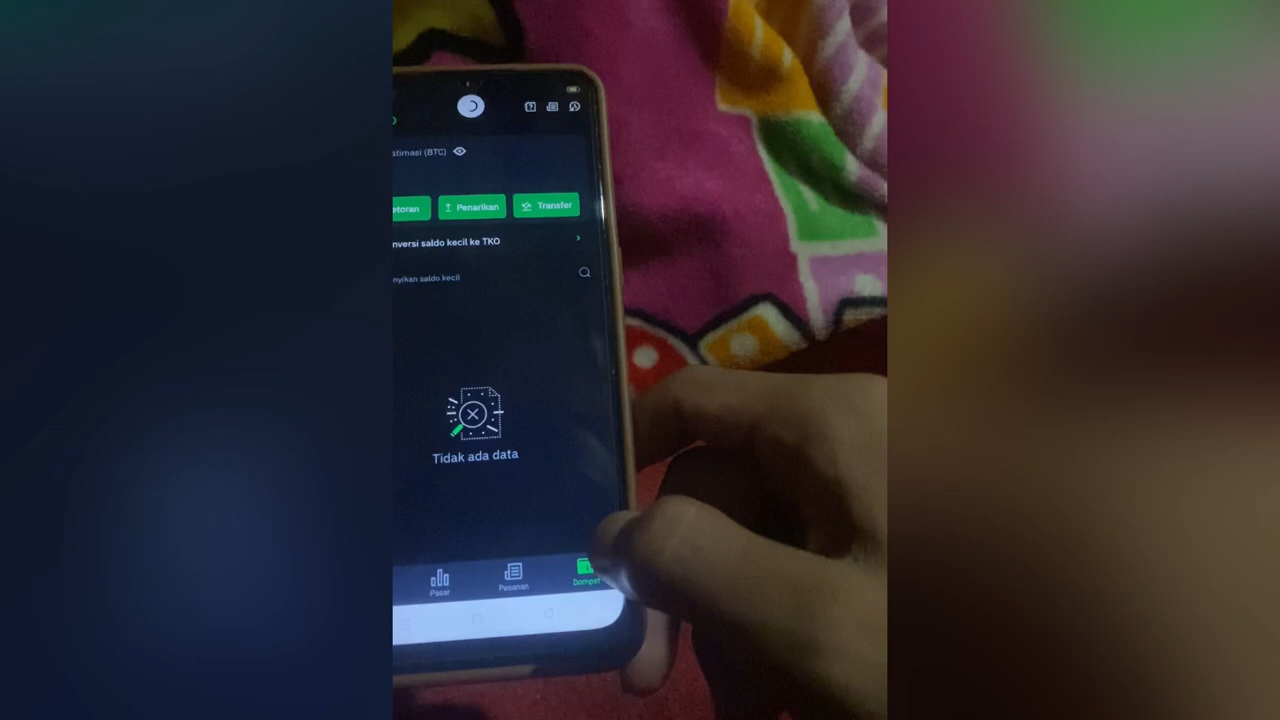 stimasi (BTC)
etoran
Penarikan
Transfer
nversi saldo kecil ke TKO
nyikan saldo kecil
Tidak ada data
Pasar
Pesanan
Dompet